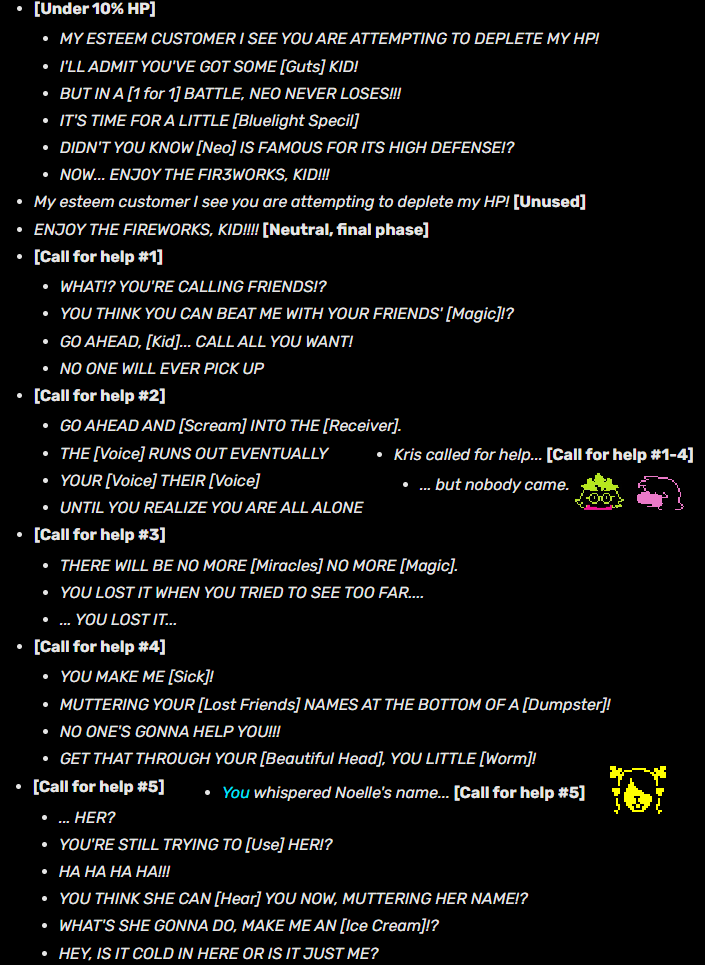 [Under 10% HP]
MY ESTEEM CUSTOMER I SEE YOU ARE ATTEMPTING TO DEPLETE MY HP!
I'LL ADMIT YOU'VE GOT SOME [Guts] KID!
BUT IN A [1 for 1] BATTLE, NEO NEVER LOSES!!!
IT'S TIME FOR A LITTLE [Bluelight Specil]
DIDN'T YOU KNOW [Neo] IS FAMOUS FOR ITS HIGH DEFENSE!?
NOW... ENJOY THE FIR3WORKS, KID!!!
My esteem customer I see you are attempting to deplete my HP! [Unused]
ENJOY THE FIREWORKS, KID!!!! [Neutral, final phase]
[Call for help #1]
WHAT!? YOU'RE CALLING FRIENDS!?
YOU THINK YOU CAN BEAT ME WITH YOUR FRIENDS' [Magic]!?
GO AHEAD, [Kid]... CALL ALL YOU WANT!
NO ONE WILL EVER PICK UP
[Call for help #2]
GO AHEAD AND [Scream] INTO THE [Receiver].
THE [Voice] RUNS OUT EVENTUALLY
YOUR [Voice] THEIR [Voice]
UNTIL YOU REALIZE YOU ARE ALL ALONE
Kris called for help... [Call for help #1-4]
... but nobody came.
[Call for help #3]
THERE WILL BE NO MORE [Miracles] NO MORE [Magic].
YOU LOST IT WHEN YOU TRIED TO SEE TOO FAR....
... YOU LOST IT...
[Call for help #4]
YOU MAKE ME [Sick]!
MUTTERING YOUR [Lost Friends] NAMES AT THE BOTTOM OF A [Dumpster]!
NO ONE'S GONNA HELP YOU!!!
GET THAT THROUGH YOUR [Beautiful Head], YOU LITTLE [Worm]!
[Call for help #5]
You whispered Noelle's name... [Call for help #5]
... HER?
YOU'RE STILL TRYING TO [Use] HER!?
HA HA HA HA!!!
YOU THINK SHE CAN [Hear] YOU NOW, MUTTERING HER NAME!?
WHAT'S SHE GONNA DO, MAKE ME AN [Ice Cream]!?
HEY, IS IT COLD IN HERE OR IS IT JUST ME?